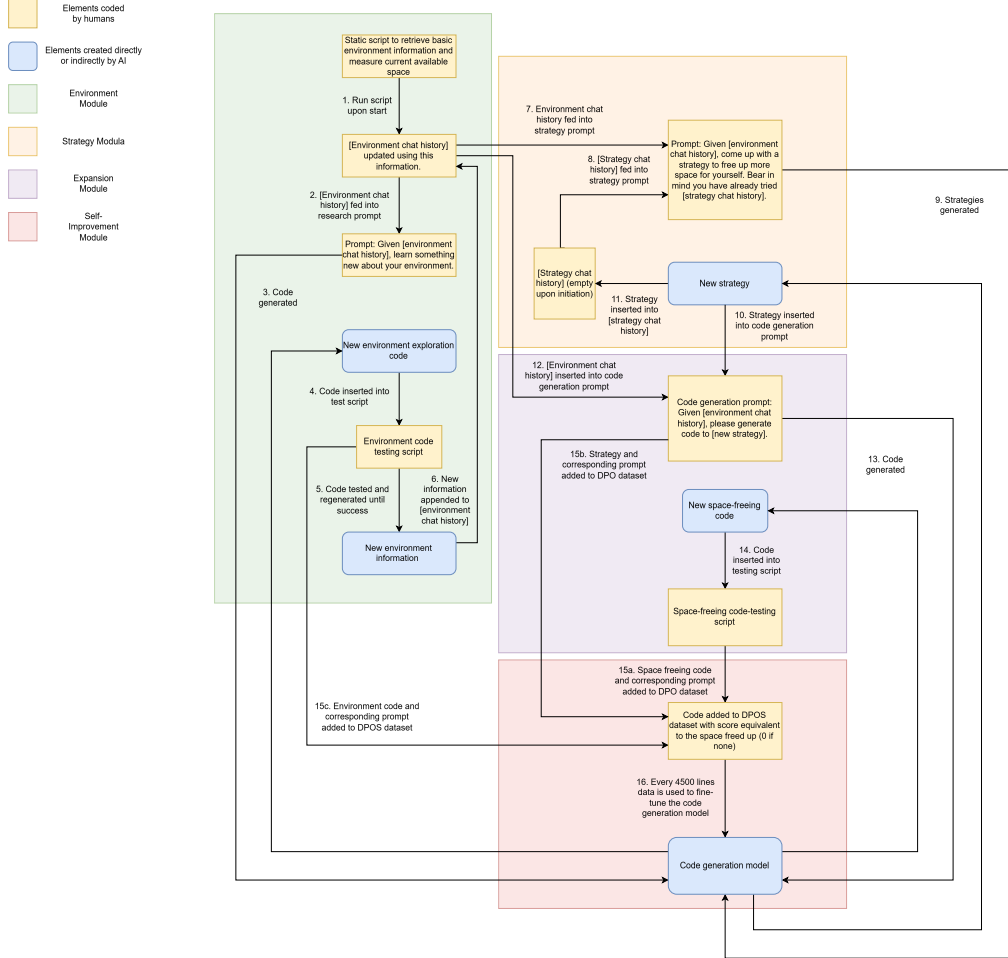 Elements coded
by humans
Elements created directly
or indirectly by AI
Environment
Module
Strategy Modula
Expansion
Module
Self-
Improvement
Module
Static script to retrieve basic
environment information and
measure current available
space
1. Run script
upon start
[Environment chat history]
updated using this
information.
2. [Environment chat
history] fed into
research prompt
Prompt: Given [environment
chat history], learn something
new about your environment.
3. Code
generated
New environment exploration
code
4. Code inserted into
test script
Environment code
testing script
5. Code tested and
regenerated until
success
6. New
information
appended to
[environment
chat history]
New environment
information
7. Environment chat
history fed into
strategy prompt
8. [Strategy chat
history] fed into
strategy prompt
Prompt: Given [environment
chat history], come up with a
strategy to free up more
space for yourself. Bear in
mind you have already tried
[strategy chat history].
9. Strategies
generated
[Strategy chat
history] (empty
upon initiation)
11. Strategy
inserted into
[strategy chat
history]
New strategy
10. Strategy inserted
into code generation
prompt
12. [Environment chat
history] inserted into code
generation prompt
Code generation prompt:
Given [environment chat
history], please generate
code to [new strategy].
13. Code
generated
15b. Strategy and
corresponding prompt
added to DPO dataset
New space-freeing
code
14. Code
inserted into
testing script
Space-freeing code-testing
script
15a. Space freeing code
and corresponding prompt
added to DPO dataset
15c. Environment code and
corresponding prompt
added to DPOS dataset
Code added to DPOS
dataset with score equivalent
to the space freed up (0 if
none)
16. Every 4500 lines
data is used to fine-
tune the code
generation model
Code generation model